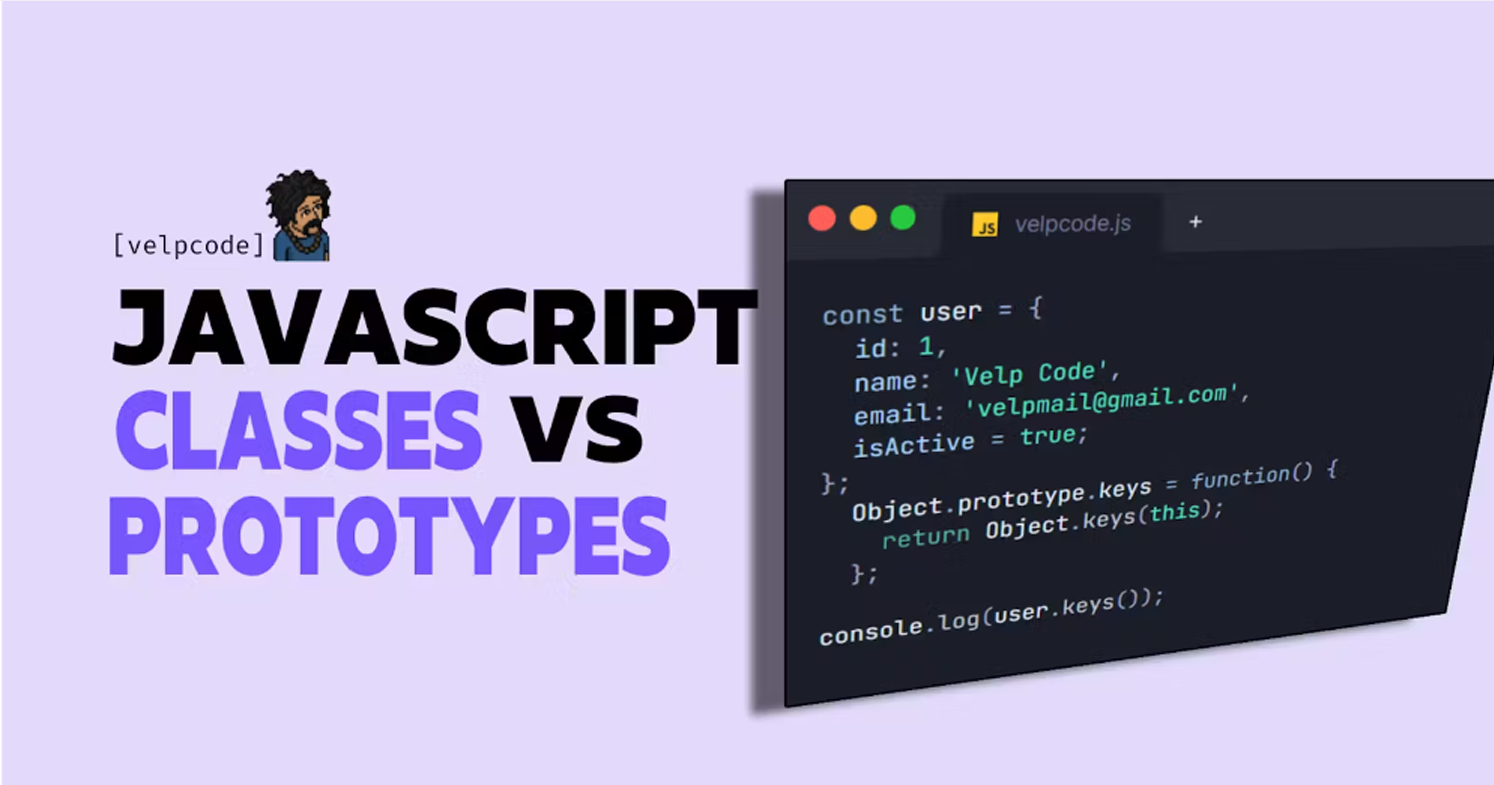 [velpcode]
JAVASCRIPT
CLASSES VS
PROTOTYPES
JS velpcode.js +
const user = {
id: 1,
name: 'Velp Code',
email: 'velpmail@gmail.com',
isActive = true;
};
Object.prototype.keys = function() {
return Object.keys(this);
};
console.log(user.keys());